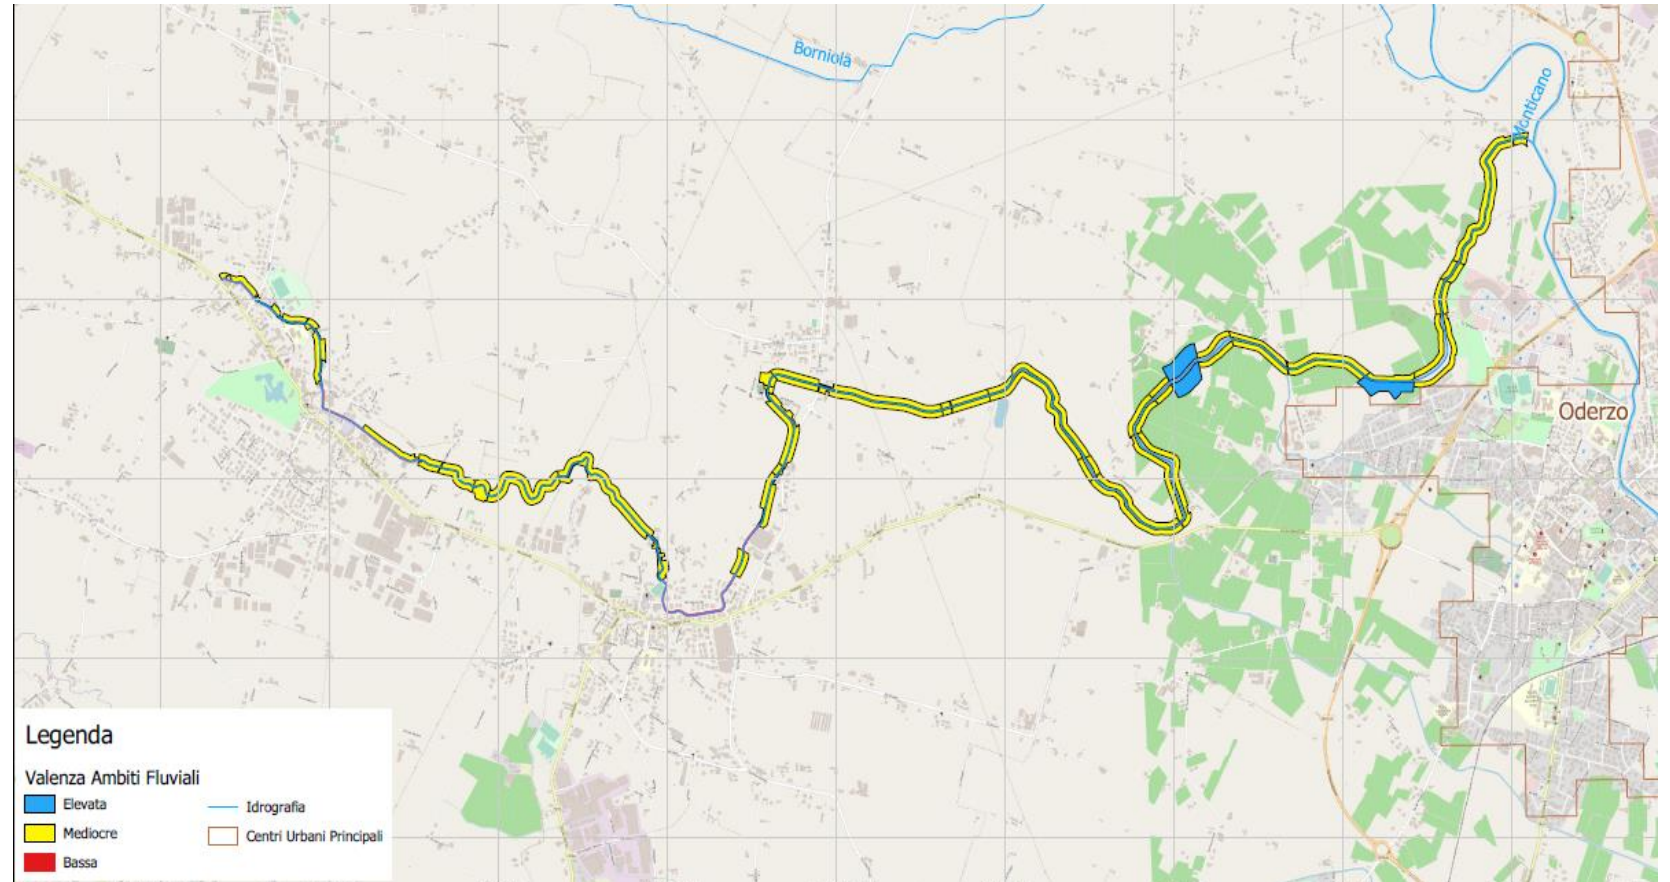 Borniola
Monticano
Oderzo
Legenda
Valenza Ambiti Fluviali
Elevata
Idrografia
Mediocre
Centri Urbani Principali
Bassa